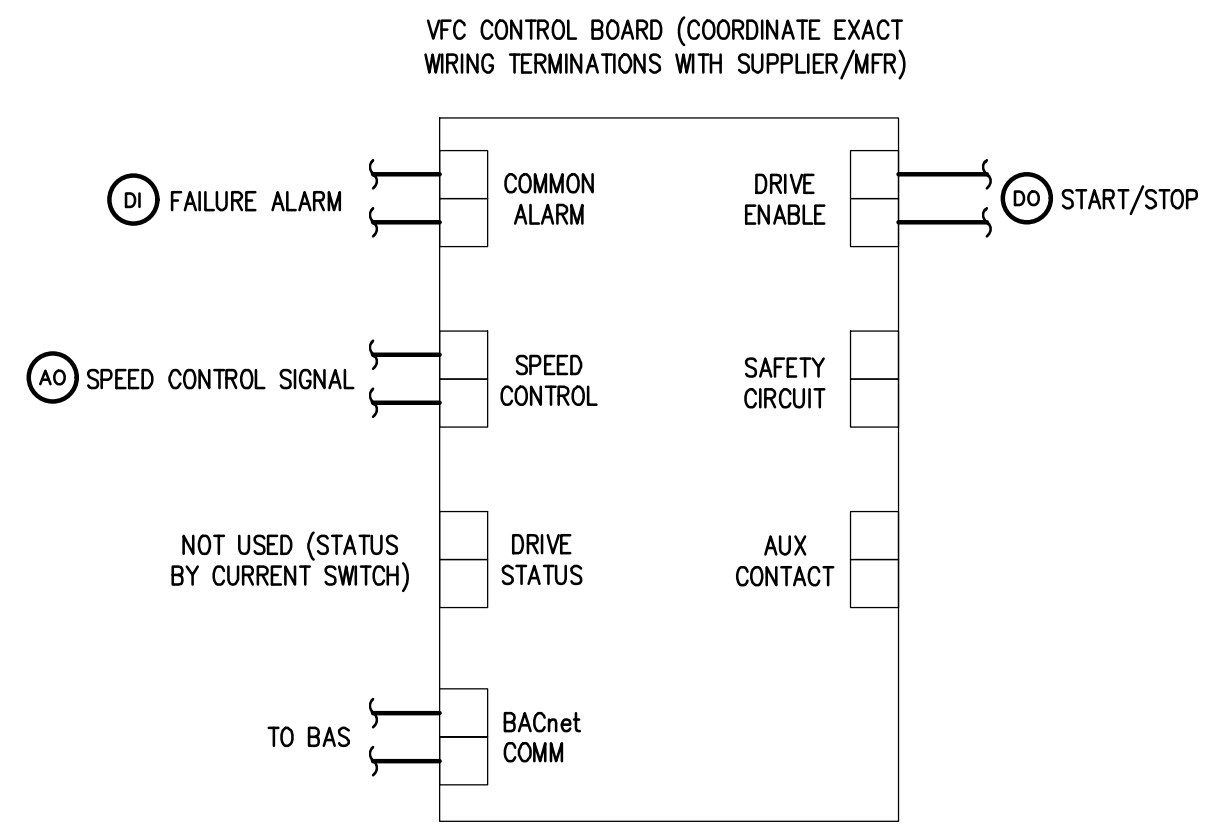 VFC CONTROL BOARD (COORDINATE EXACT
WIRING TERMINATIONS WITH SUPPLIER/MFR)
DI FAILURE ALARM
COMMON
ALARM
DRIVE
ENABLE
DO START/STOP
AO SPEED CONTROL SIGNAL
SPEED
CONTROL
SAFETY
CIRCUIT
NOT USED (STATUS
BY CURRENT SWITCH)
DRIVE
STATUS
AUX
CONTACT
TO BAS
BACnet
COMM